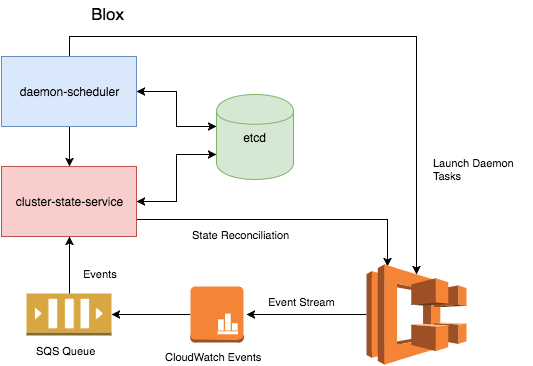 Blox
daemon-scheduler
etcd
Launch Daemon
Tasks
cluster-state-service
State Reconciliation
Events
Event Stream
SQS Queue
CloudWatch Events